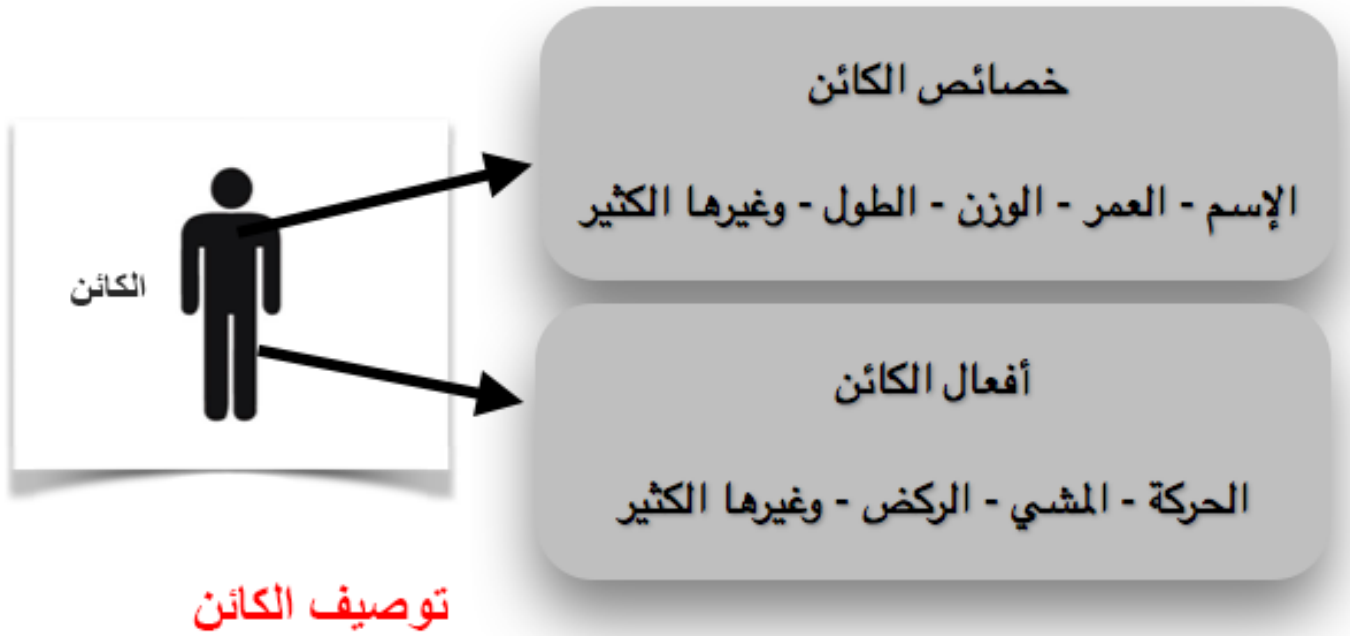 خصائص الكائن
الإسم - العمر - الوزن - الطول - وغيرها الكثير
الكائن
أفعال الكائن
الحركة - المشي - الركض - وغيرها الكثير
توصيف الكائن